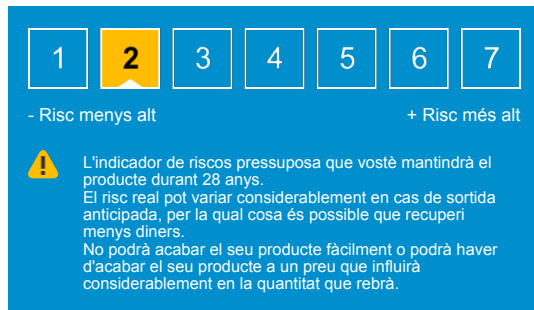 1 2 3 4 5 6 7
- Risc menys alt + Risc més alt
L'indicador de riscos pressuposa que vostè mantindrà el
producte durant 28 anys.
El risc real pot variar considerablement en cas de sortida
anticipada, per la qual cosa és possible que recuperi
menys diners.
No podrà acabar el seu producte fàcilment o podrà haver
d'acabar el seu producte a un preu que influirà
considerablement en la quantitat que rebrà.